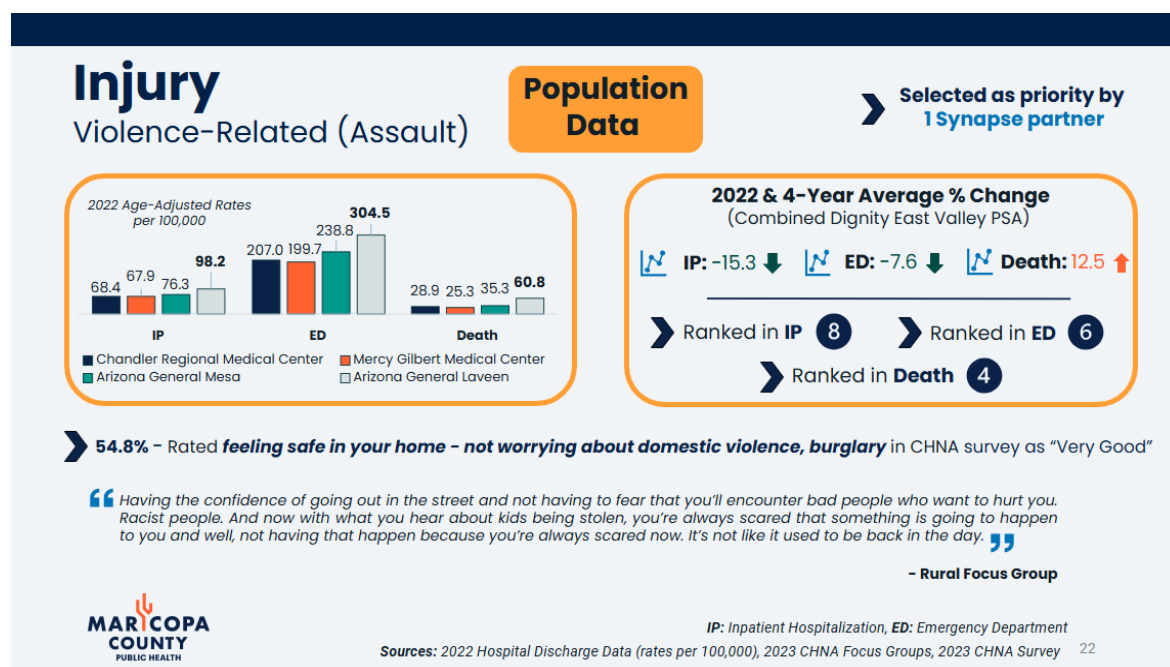 Injury
Violence-Related (Assault)
Population
Data
Selected as priority by
1 Synapse partner
2022 Age-Adjusted Rates
per 100,000
68.4
67.9
76.3
98.2
207.0
199.7
238.8
304.5
28.9
25.3
35.3
60.8
IP
ED
Death
Chandler Regional Medical Center
Mercy Gilbert Medical Center
Arizona General Mesa
Arizona General Laveen
2022 & 4-Year Average % Change
(Combined Dignity East Valley PSA)
IP: -15.3
ED: -7.6
Death: 12.5
Ranked in IP 8
Ranked in ED 6
Ranked in Death 4
54.8% - Rated feeling safe in your home - not worrying about domestic violence, burglary in CHNA survey as “Very Good”
“Having the confidence of going out in the street and not having to fear that you’ll encounter bad people who want to hurt you.
Racist people. And now with what you hear about kids being stolen, you’re always scared that something is going to happen
to you and well, not having that happen because you’re always scared now. It’s not like it used to be back in the day.”
- Rural Focus Group
MARICOPA
COUNTY
PUBLIC HEALTH
IP: Inpatient Hospitalization, ED: Emergency Department
Sources: 2022 Hospital Discharge Data (rates per 100,000), 2023 CHNA Focus Groups, 2023 CHNA Survey
22